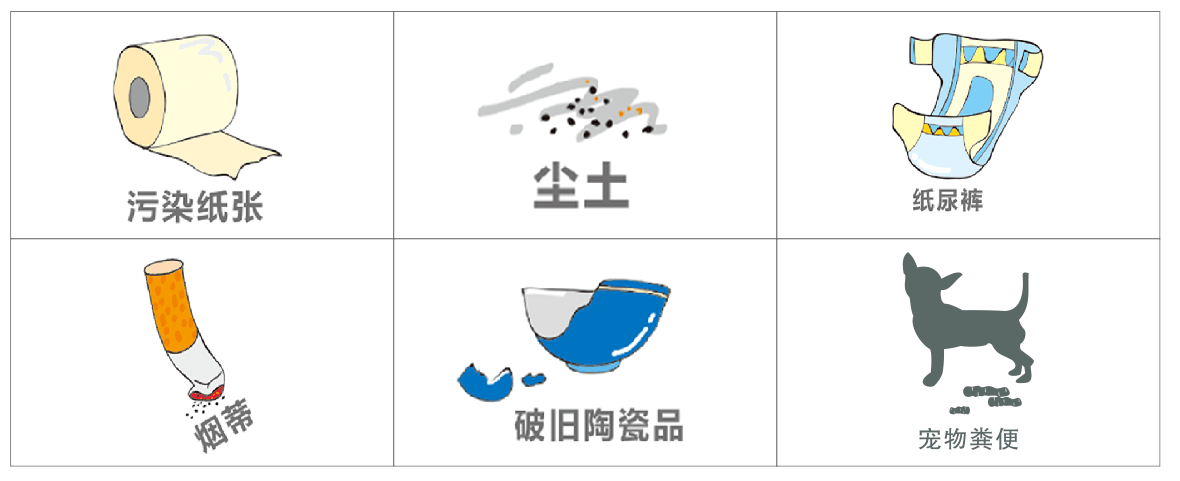 污染纸张
尘土
纸尿裤
烟蒂
破旧陶瓷品
宠物粪便